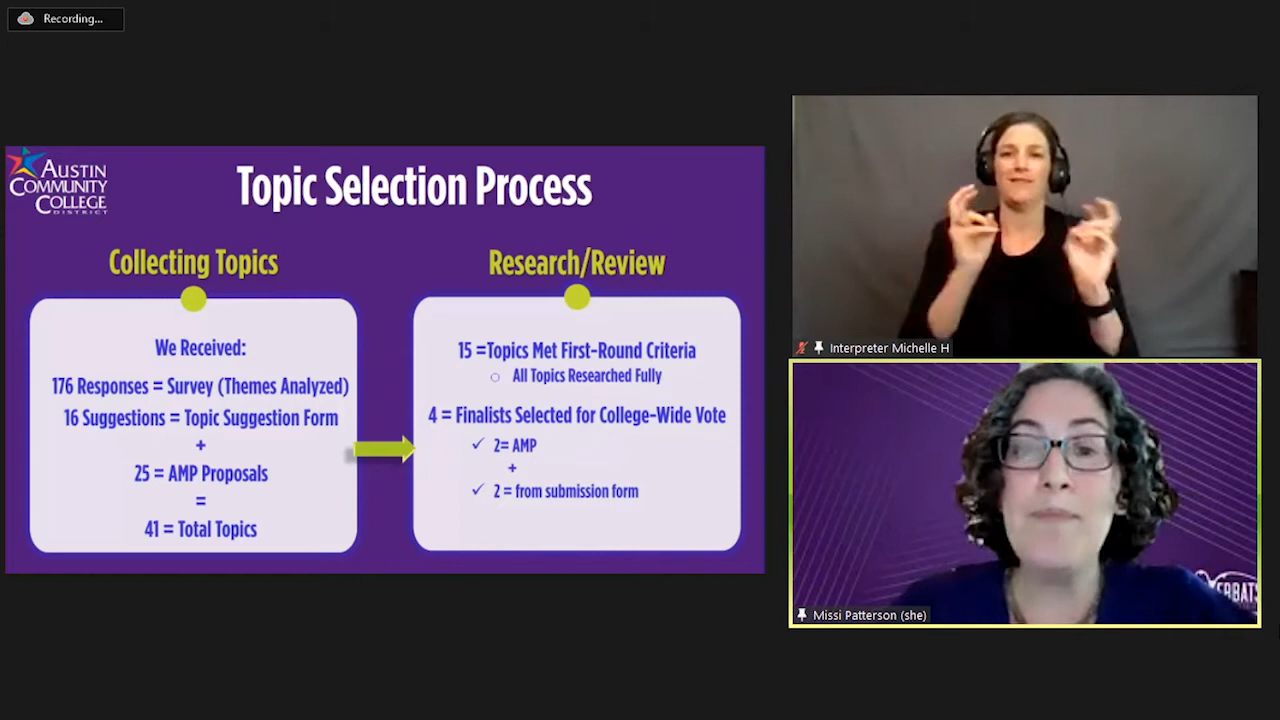 Recording...
AUSTIN
COMMUNITY
COLLEGE
DISTRICT
Topic Selection Process
Collecting Topics
We Received:
176 Responses = Survey (Themes Analyzed)
16 Suggestions = Topic Suggestion Form
+
25 = AMP Proposals
=
41 = Total Topics
Research/Review
15 =Topics Met First-Round Criteria
All Topics Researched Fully
4 = Finalists Selected for College-Wide Vote
2= AMP
+
2 = from submission form
Interpreter Michelle H
Missi Patterson (she)